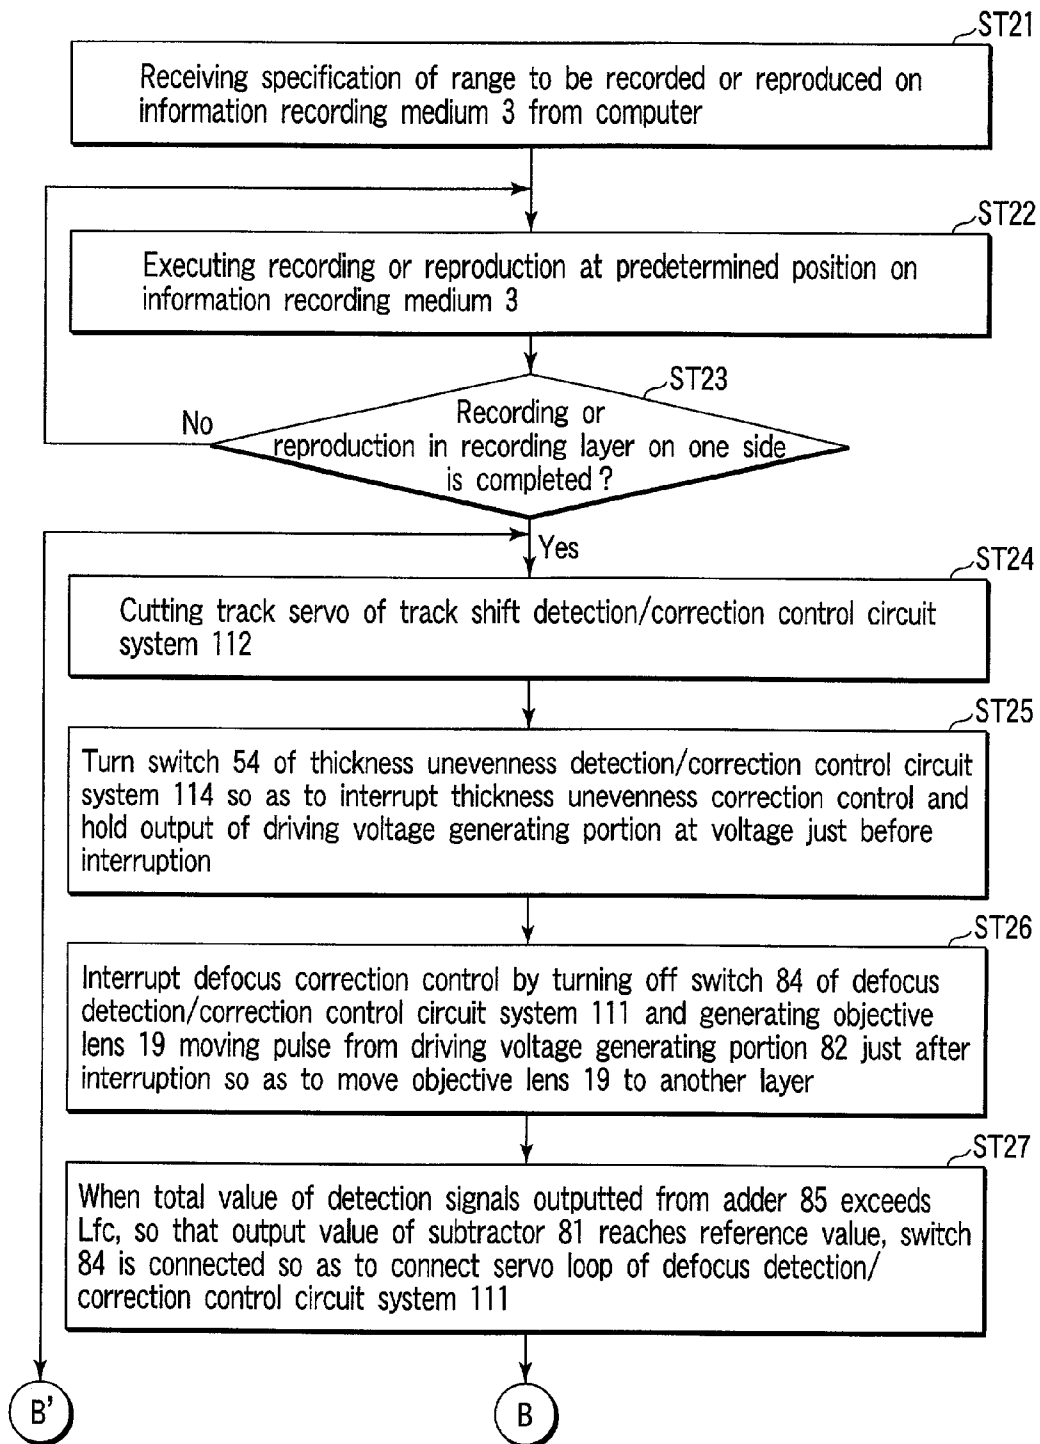 ST21
Receiving specification of range to be recorded or reproduced on
information recording medium 3 from computer
ST22
Executing recording or reproduction at predetermined position on
information recording medium 3
ST23
Recording or
reproduction in recording layer on one side
is completed?
No
Yes
ST24
Cutting track servo of track shift detection/correction control circuit
system 112
ST25
Turn switch 54 of thickness unevenness detection/correction control circuit
system 114 so as to interrupt thickness unevenness correction control and
hold output of driving voltage generating portion at voltage just before
interruption
ST26
Interrupt defocus correction control by turning off switch 84 of defocus
detection/correction control circuit system 111 and generating objective
lens 19 moving pulse from driving voltage generating portion 82 just after
interruption so as to move objective lens 19 to another layer
ST27
When total value of detection signals outputted from adder 85 exceeds
Lfc, so that output value of subtractor 81 reaches reference value, switch
84 is connected so as to connect servo loop of defocus detection/
correction control circuit system 111
B'
B